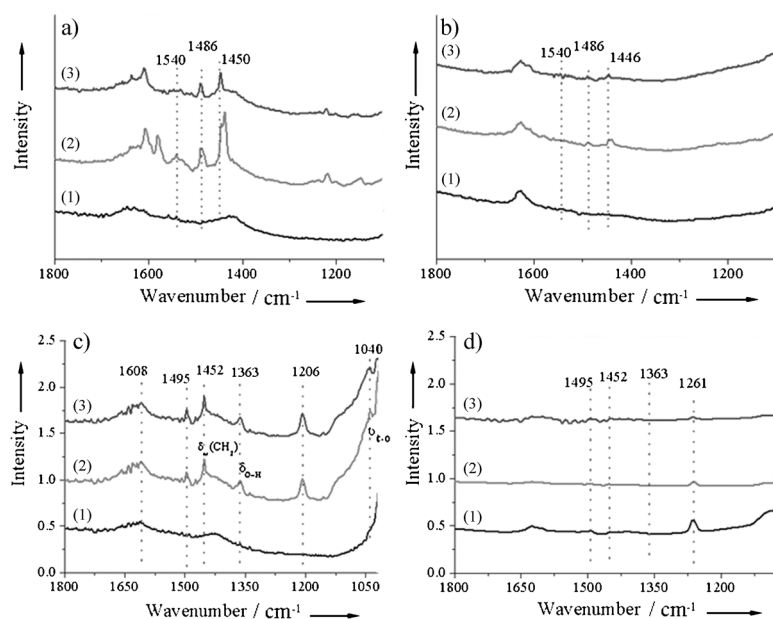 a)
1540 1486 1450
(3)
(2)
(1)
Intensity
1800 1600 1400 1200
Wavenumber / cm-1
b)
1540 1486 1446
(3)
(2)
(1)
Intensity
1800 1600 1400 1200
Wavenumber / cm-1
c)
1608 1495 1452 1363 1206 1040
2.5
2.0
1.5
1.0
0.5
0.0
(3)
(2)
(1)
δO-H
Intensity
1800 1650 1500 1350 1200 1050
Wavenumber / cm-1
d)
1495 1452 1363 1261
2.5
2.0
1.5
1.0
0.5
0.0
(3)
(2)
(1)
Intensity
1800 1650 1500 1350 1200
Wavenumber / cm-1